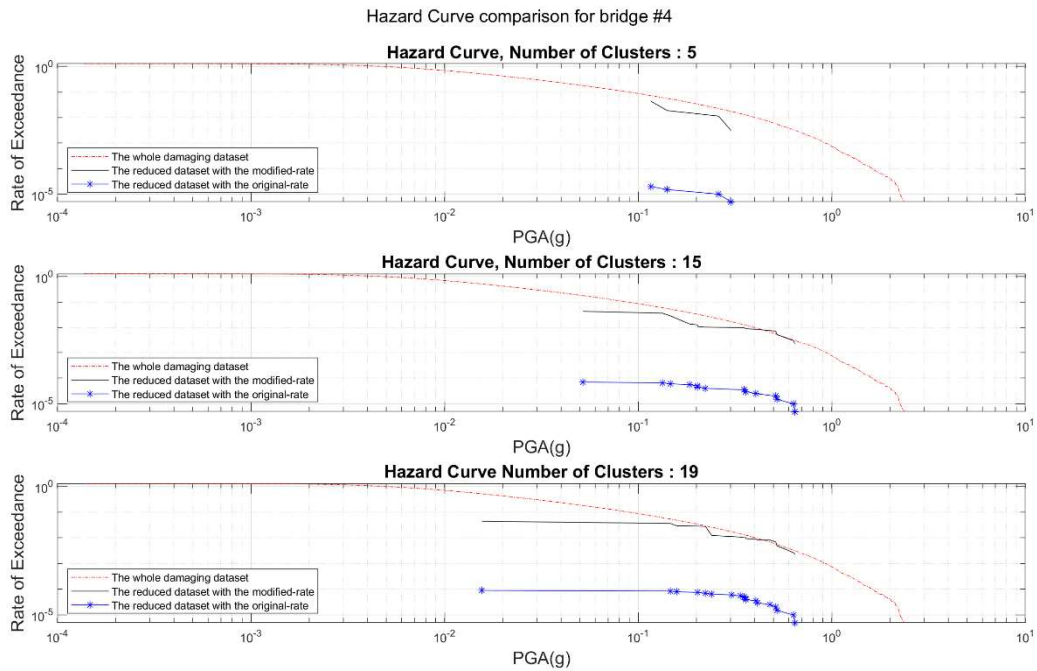 Hazard Curve comparison for bridge #4
Hazard Curve, Number of Clusters : 5
Rate of Exceedance
10^0
10^-5
The whole damaging dataset
The reduced dataset with the modified-rate
The reduced dataset with the original-rate
10^-4 10^-3 10^-2 10^-1 10^0 10^1
PGA(g)
Hazard Curve, Number of Clusters : 15
Rate of Exceedance
10^0
10^-5
The whole damaging dataset
The reduced dataset with the modified-rate
The reduced dataset with the original-rate
10^-4 10^-3 10^-2 10^-1 10^0 10^1
PGA(g)
Hazard Curve Number of Clusters : 19
Rate of Exceedance
10^0
10^-5
The whole damaging dataset
The reduced dataset with the modified-rate
The reduced dataset with the original-rate
10^-4 10^-3 10^-2 10^-1 10^0 10^1
PGA(g)